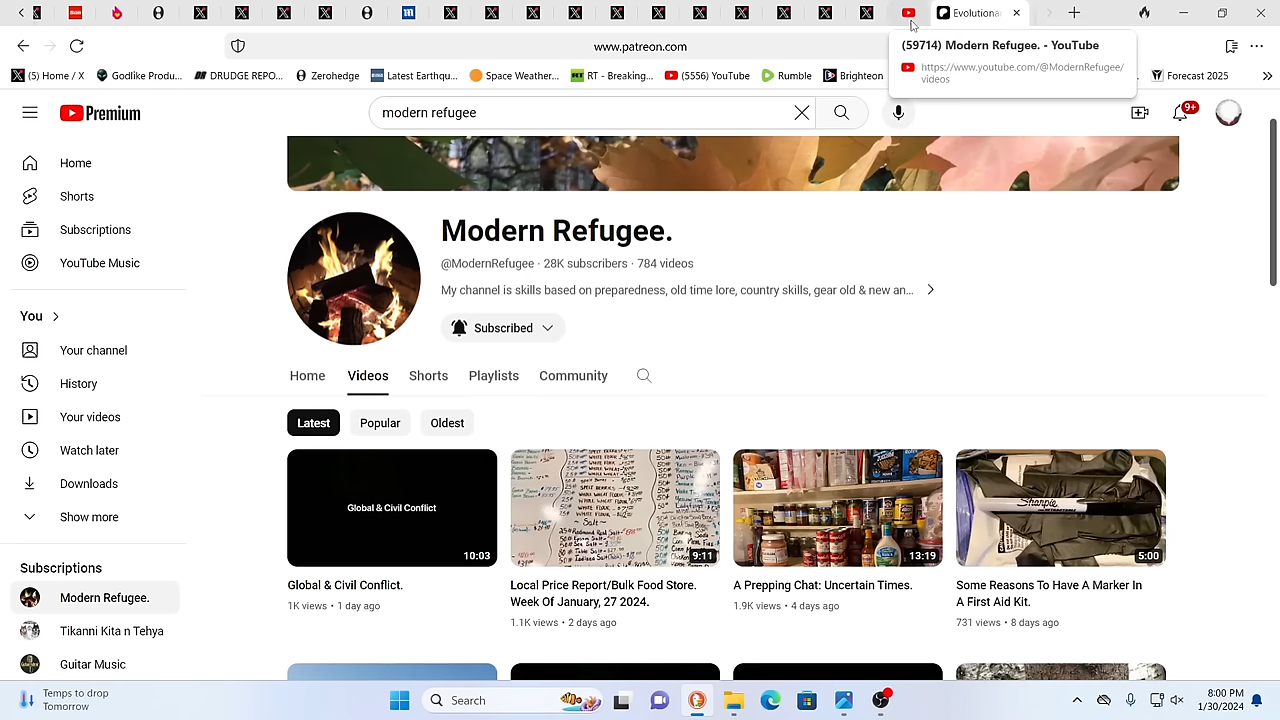 Evolutiona
www.patreon.com
(59714) Modern Refugee. - YouTube
https://www.youtube.com/@ModernRefugee/
videos
(5) Home / X
Godlike Produ...
DRUDGE REPO...
Zerohedge
Latest Earthqu...
Space Weather...
RT - Breaking...
(5556) YouTube
Rumble
Brighteon
Forecast 2025
Premium
modern refugee
9+
Home
Shorts
Subscriptions
YouTube Music
You
Your channel
History
Your videos
Watch later
Downloads
Show more
Subscriptions
Modern Refugee.
Tikanni Kita n Tehya
Guitar Music
Modern Refugee.
@ModernRefugee · 28K subscribers · 784 videos
My channel is skills based on preparedness, old time lore, country skills, gear old & new an...
Subscribed
Home Videos Shorts Playlists Community
Latest Popular Oldest
Global & Civil Conflict
10:03
Global & Civil Conflict.
1K views • 1 day ago
WHITE FLOUR
~ Salt ~
9:11
Local Price Report/Bulk Food Store.
Week Of January, 27 2024.
1.1K views • 2 days ago
13:19
A Prepping Chat: Uncertain Times.
1.9K views • 4 days ago
Sharpie
5:00
Some Reasons To Have A Marker In
A First Aid Kit.
731 views • 8 days ago
Temps to drop
Tomorrow
Search
8:00 PM
1/30/2024